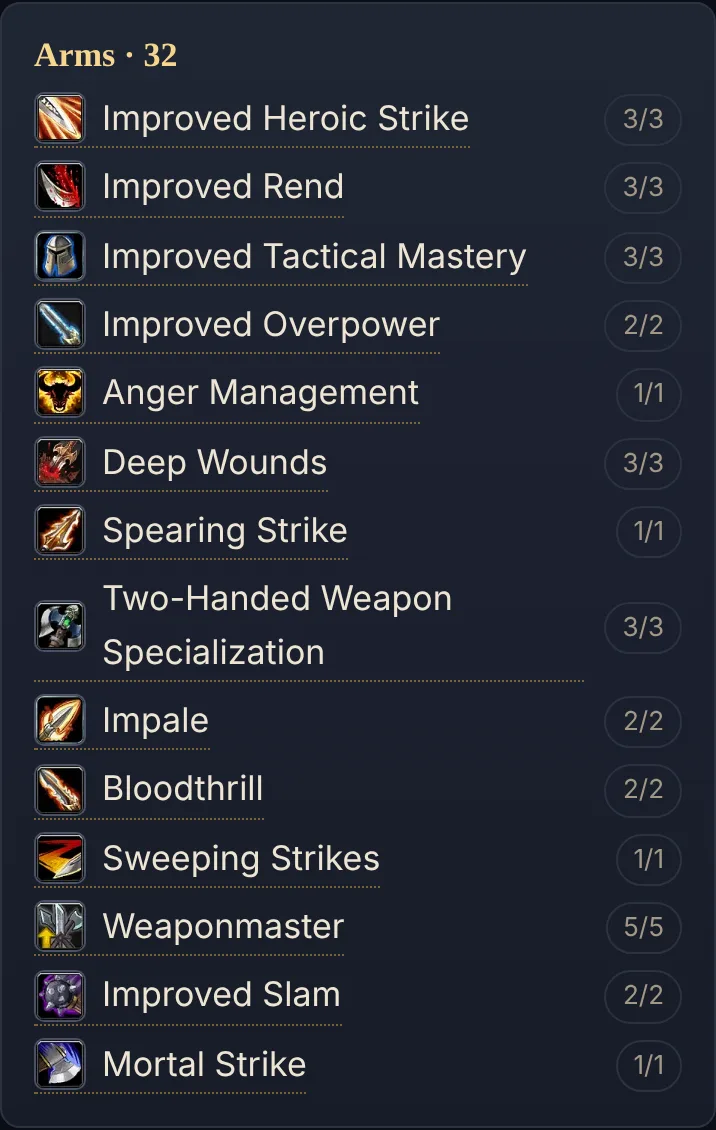 Arms · 32
Improved Heroic Strike 3/3
Improved Rend 3/3
Improved Tactical Mastery 3/3
Improved Overpower 2/2
Anger Management 1/1
Deep Wounds 3/3
Spearing Strike 1/1
Two-Handed Weapon
Specialization 3/3
Impale 2/2
Bloodthrill 2/2
Sweeping Strikes 1/1
Weaponmaster 5/5
Improved Slam 2/2
Mortal Strike 1/1